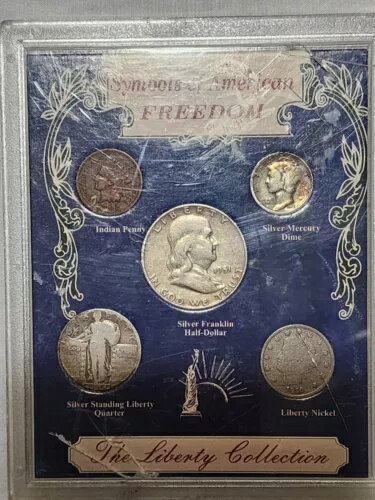 Symbols of American
FREEDOM
Indian Penny
Silver Mercury
Dime
LIBERTY
IN GOD WE TRUST
1951
Silver Franklin
Half-Dollar
Silver Standing Liberty
Quarter
Liberty Nickel
The Liberty Collection